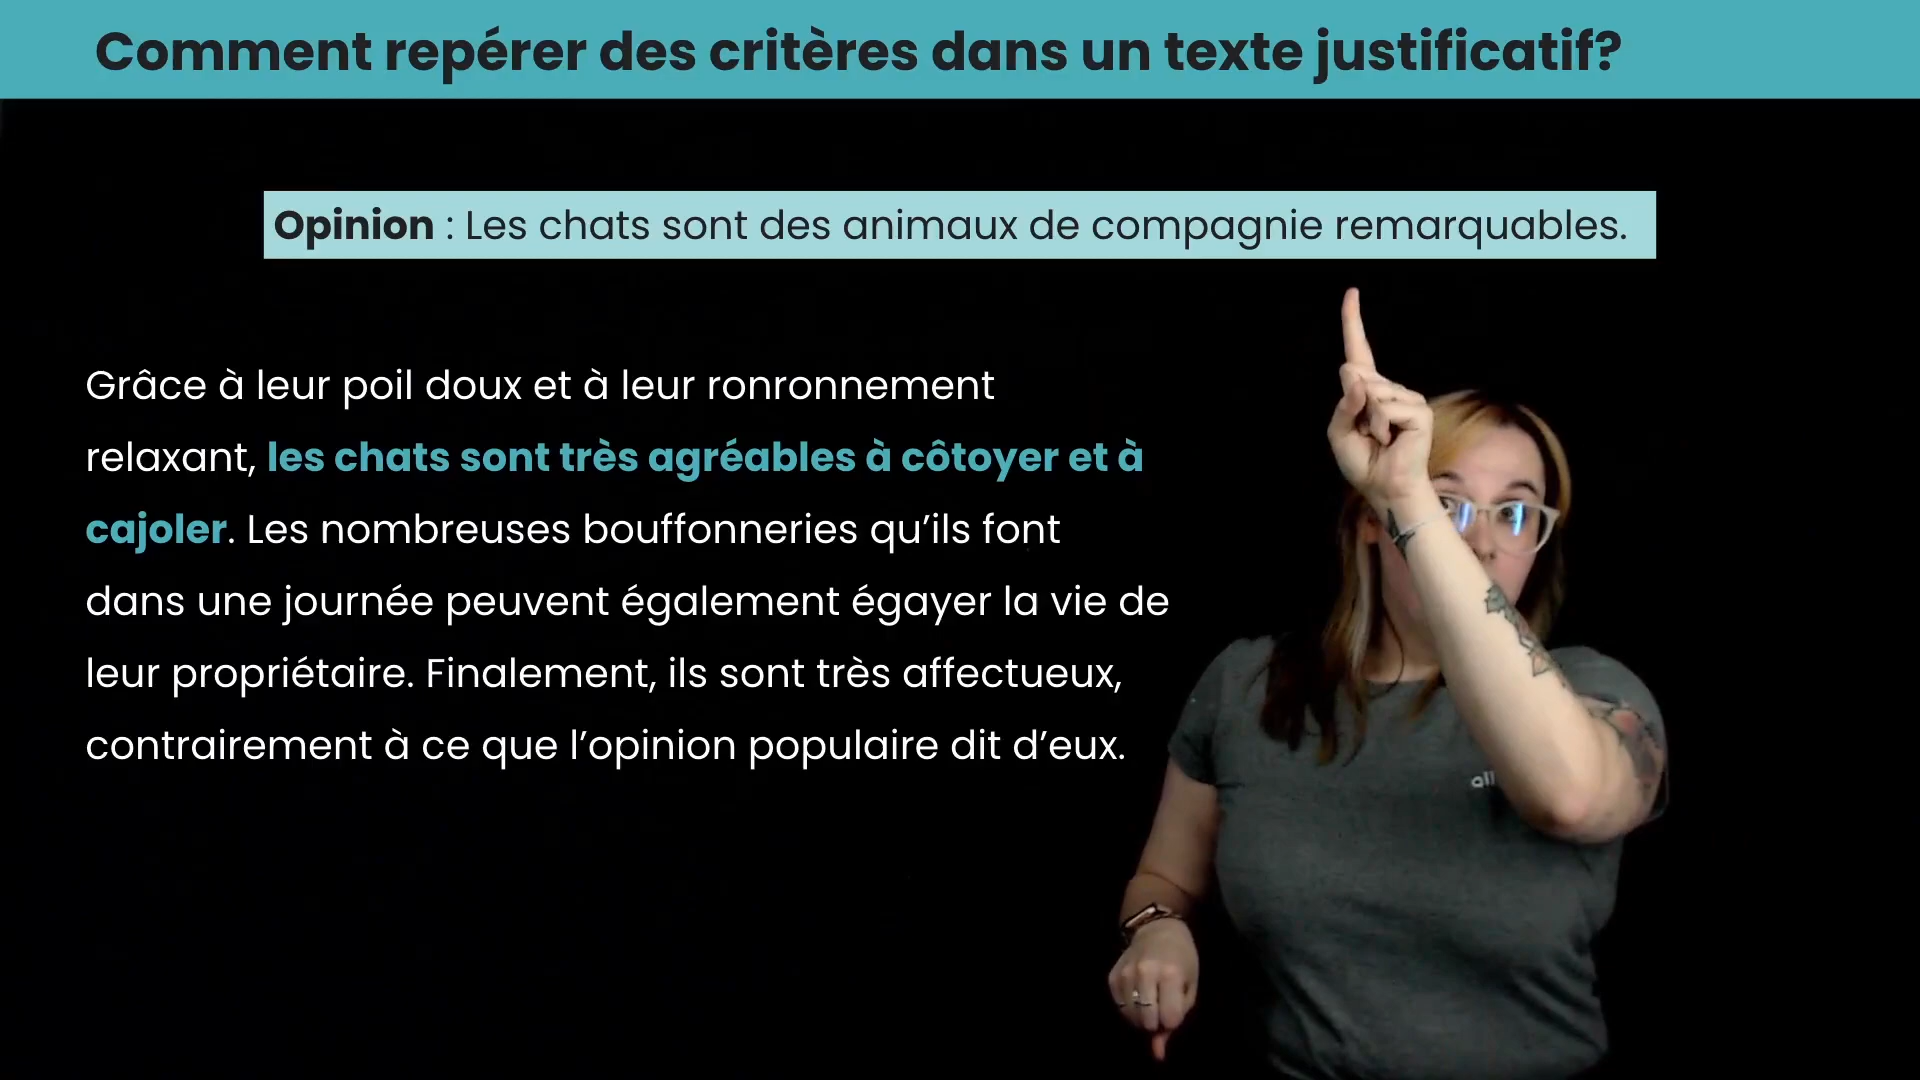 Comment repérer des critères dans un texte justificatif?
Opinion : Les chats sont des animaux de compagnie remarquables.
Grâce à leur poil doux et à leur ronronnement
relaxant, les chats sont très agréables à côtoyer et à
cajoler. Les nombreuses bouffonneries qu’ils font
dans une journée peuvent également égayer la vie de
leur propriétaire. Finalement, ils sont très affectueux,
contrairement à ce que l’opinion populaire dit d’eux.